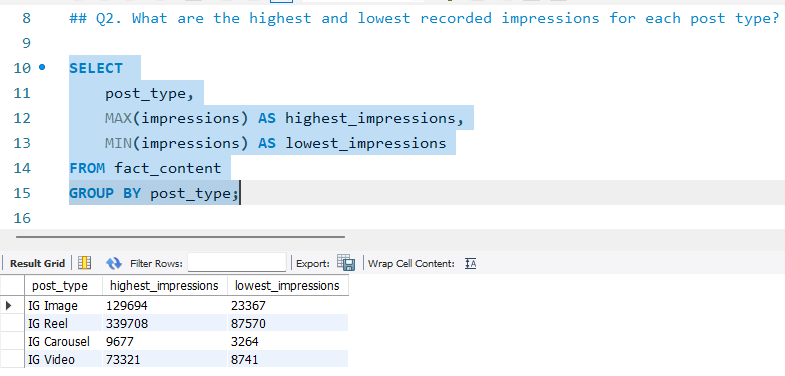 8 ## Q2. What are the highest and lowest recorded impressions for each post type?
9
10 SELECT
11 post_type,
12 MAX(impressions) AS highest_impressions,
13 MIN(impressions) AS lowest_impressions
14 FROM fact_content
15 GROUP BY post_type;
16
Result Grid Filter Rows: Export: Wrap Cell Content: IA
post_type highest_impressions lowest_impressions
IG Image 129694 23367
IG Reel 339708 87570
IG Carousel 9677 3264
IG Video 73321 8741